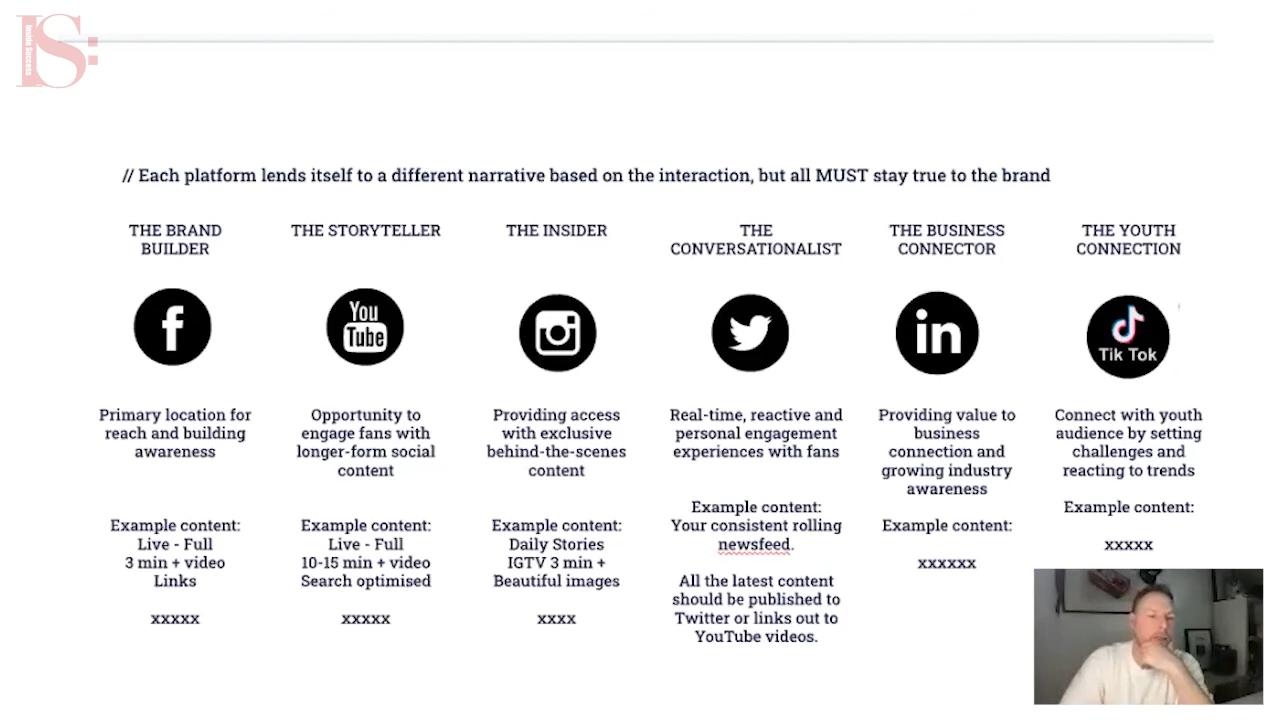 Inside Success
IS:
// Each platform lends itself to a different narrative based on the interaction, but all MUST stay true to the brand
THE BRAND
BUILDER
f
Primary location for
reach and building
awareness
Example content:
Live - Full
3 min + video
Links
xxxxx
THE STORYTELLER
You
Tube
Opportunity to
engage fans with
longer-form social
content
Example content:
Live - Full
10-15 min + video
Search optimised
xxxxx
THE INSIDER
Providing access
with exclusive
behind-the-scenes
content
Example content:
Daily Stories
IGTV 3 min +
Beautiful images
xxxx
THE
CONVERSATIONALIST
Real-time, reactive and
personal engagement
experiences with fans
Example content:
Your consistent rolling
newsfeed.
All the latest content
should be published to
Twitter or links out to
YouTube videos.
THE BUSINESS
CONNECTOR
in
Providing value to
business
connection and
growing industry
awareness
Example content:
xxxxxx
THE YOUTH
CONNECTION
Tik Tok
Connect with youth
audience by setting
challenges and
reacting to trends
Example content:
xxxxx